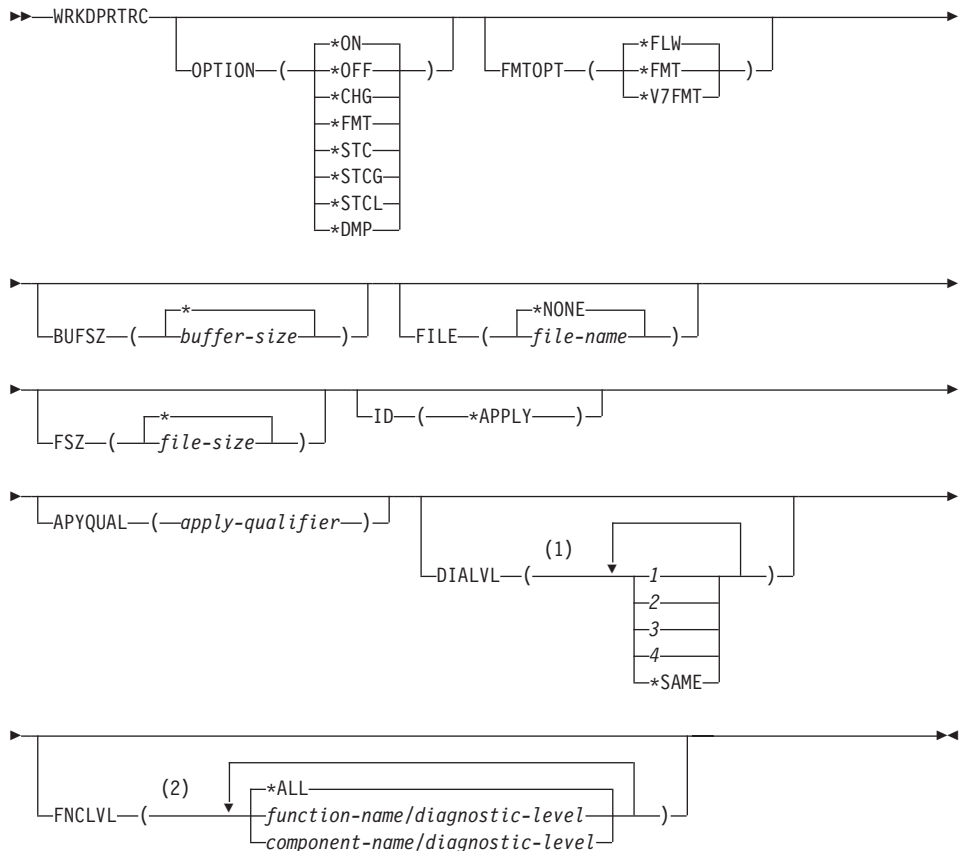 WRKDPRTRC
OPTION ( *ON ) FMTOPT ( *FLW )
*OFF *FMT
*CHG *V7FMT
*FMT
*STC
*STCG
*STCL
*DMP
* *NONE
BUFSZ ( buffer-size ) FILE ( file-name )
* ID ( *APPLY )
FSZ ( file-size )
APYQUAL ( apply-qualifier )
(1)
DIALVL ( 1 )
2
3
4
*SAME
(2) *ALL
FNCLVL ( function-name/diagnostic-level )
component-name/diagnostic-level